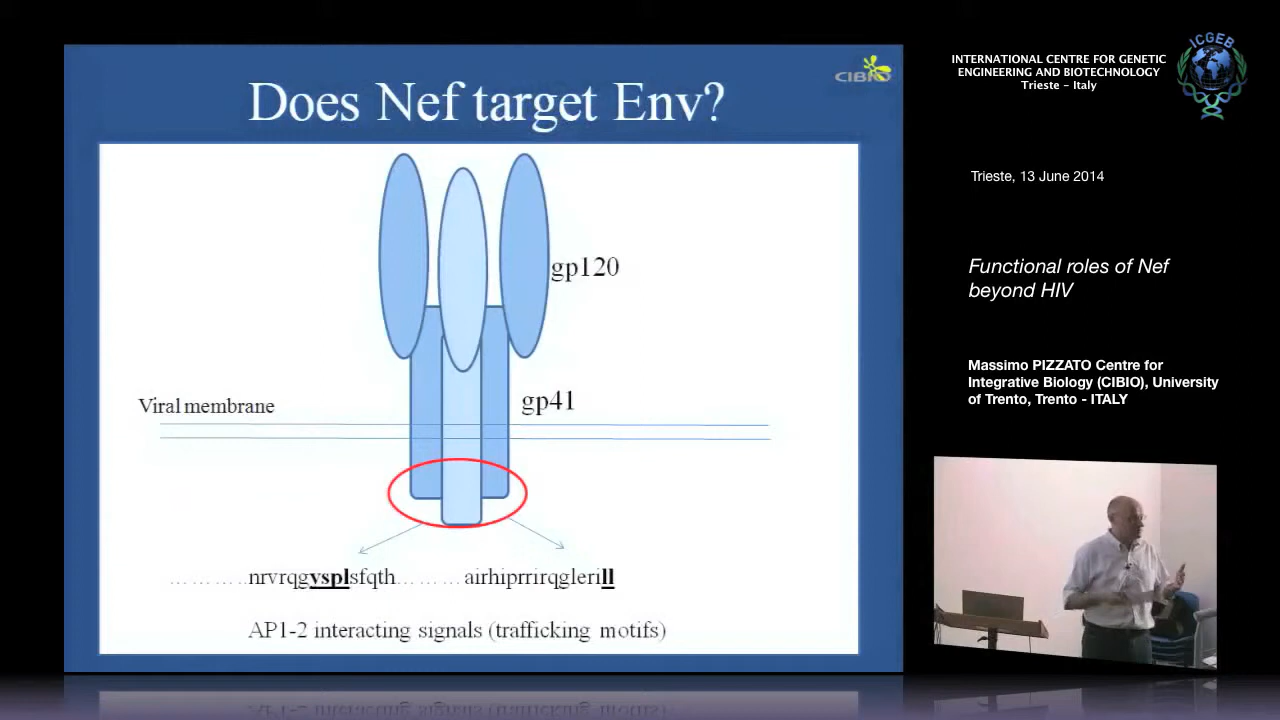 Does Nef target Env?
CIBIO
gp120
Viral membrane
gp41
………..nrvrqgvsplsfqth………airhiprrirqglerill
AP1-2 interacting signals (trafficking motifs)
INTERNATIONAL CENTRE FOR GENETIC
ENGINEERING AND BIOTECHNOLOGY
Trieste - Italy
ICGEB
Trieste, 13 June 2014
Functional roles of Nef
beyond HIV
Massimo PIZZATO Centre for
Integrative Biology (CIBIO), University
of Trento, Trento - ITALY